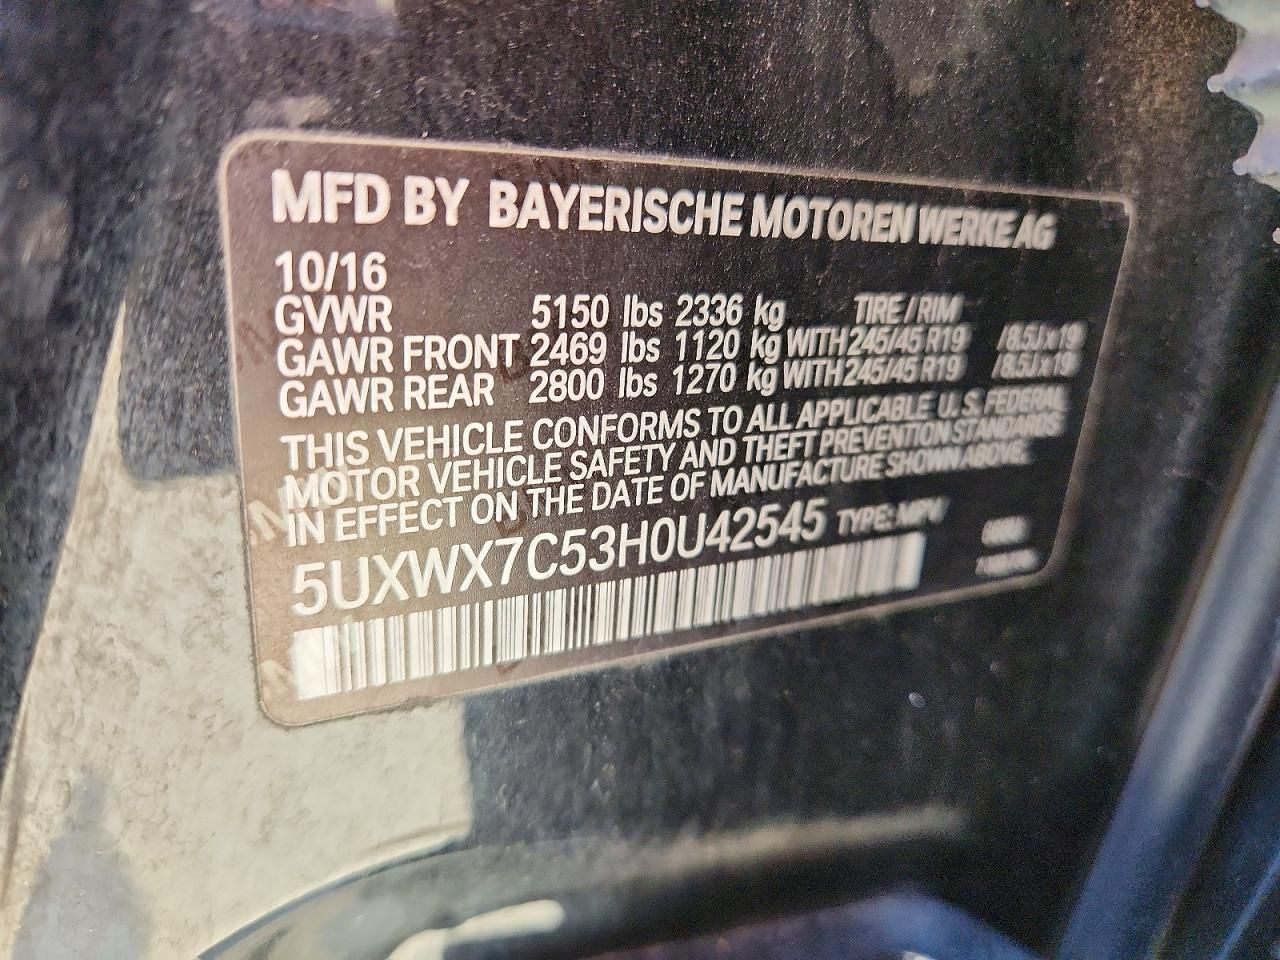 MFD BY BAYERISCHE MOTOREN WERKE AG
10/16
GVWR 5150 lbs 2336 kg TIRE / RIM
GAWR FRONT 2469 lbs 1120 kg WITH 245/45 R19 /8.5J x 19
GAWR REAR 2800 lbs 1270 kg WITH 245/45 R19 /8.5J x 19
THIS VEHICLE CONFORMS TO ALL APPLICABLE U.S. FEDERAL
MOTOR VEHICLE SAFETY AND THEFT PREVENTION STANDARDS
IN EFFECT ON THE DATE OF MANUFACTURE SHOWN ABOVE.
5UXWX7C53H0U42545 TYPE: MPV